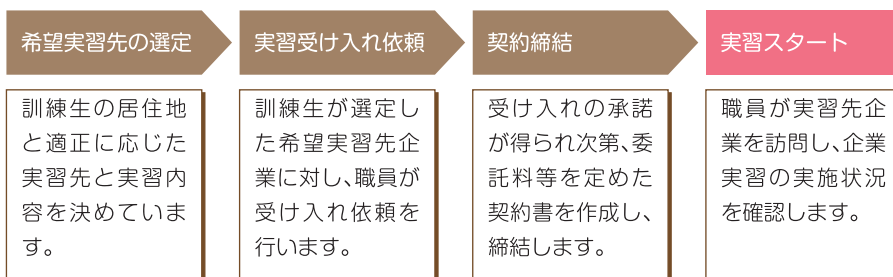 希望実習先の選定
訓練生の居住地
と適正に応じた
実習先と実習内
容を決めていま
す。
実習受け入れ依頼
訓練生が選定し
た希望実習先企
業に対し、職員が
受け入れ依頼を
行います。
契約締結
受け入れの承諾
が得られ次第、委
託料等を定めた
契約書を作成し、
締結します。
実習スタート
職員が実習先企
業を訪問し、企業
実習の実施状況
を確認します。